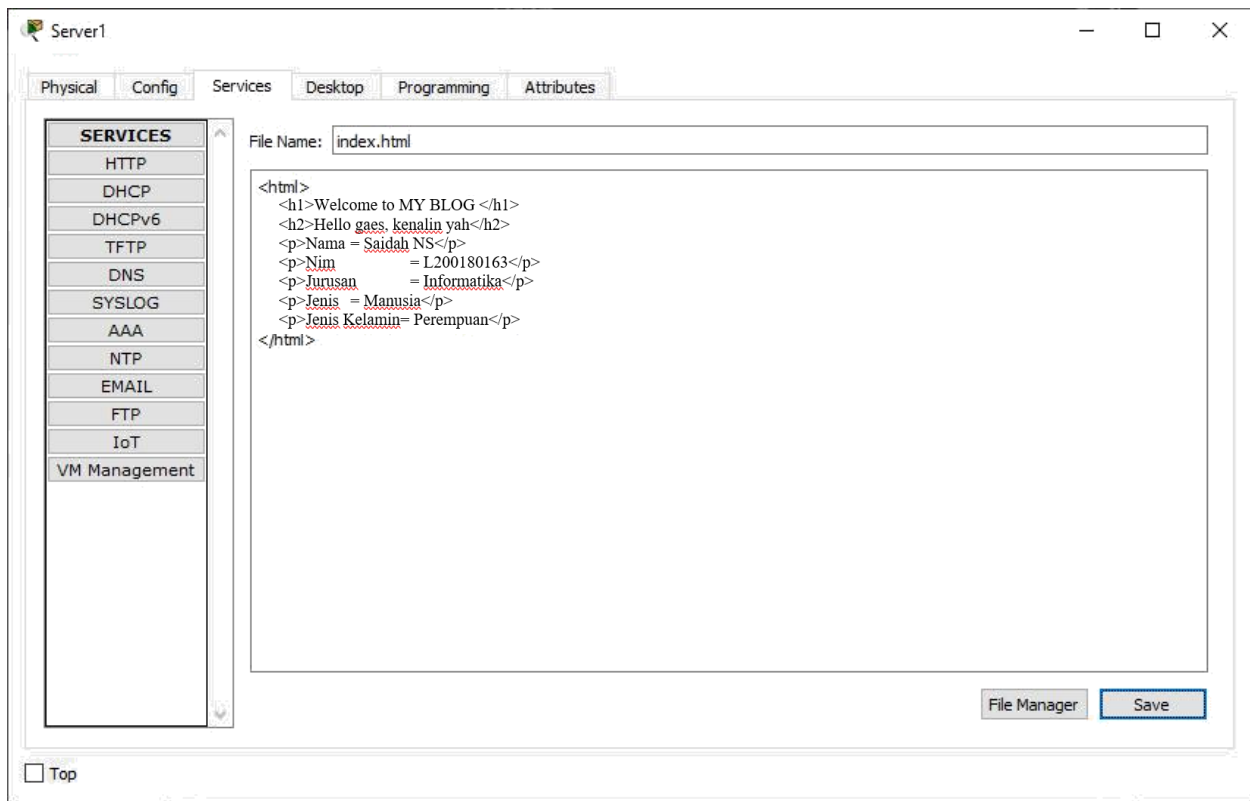 Server1
Physical Config Services Desktop Programming Attributes
SERVICES
HTTP
DHCP
DHCPv6
TFTP
DNS
SYSLOG
AAA
NTP
EMAIL
FTP
IoT
VM Management
File Name: index.html
<html>
<h1>Welcome to MY BLOG </h1>
<h2>Hello gaes, kenalin yah</h2>
<p>Nama = Saidah NS</p>
<p>Nim = L200180163</p>
<p>Jurusan = Informatika</p>
<p>Jenis = Manusia</p>
<p>Jenis Kelamin= Perempuan</p>
</html>
File Manager Save
Top